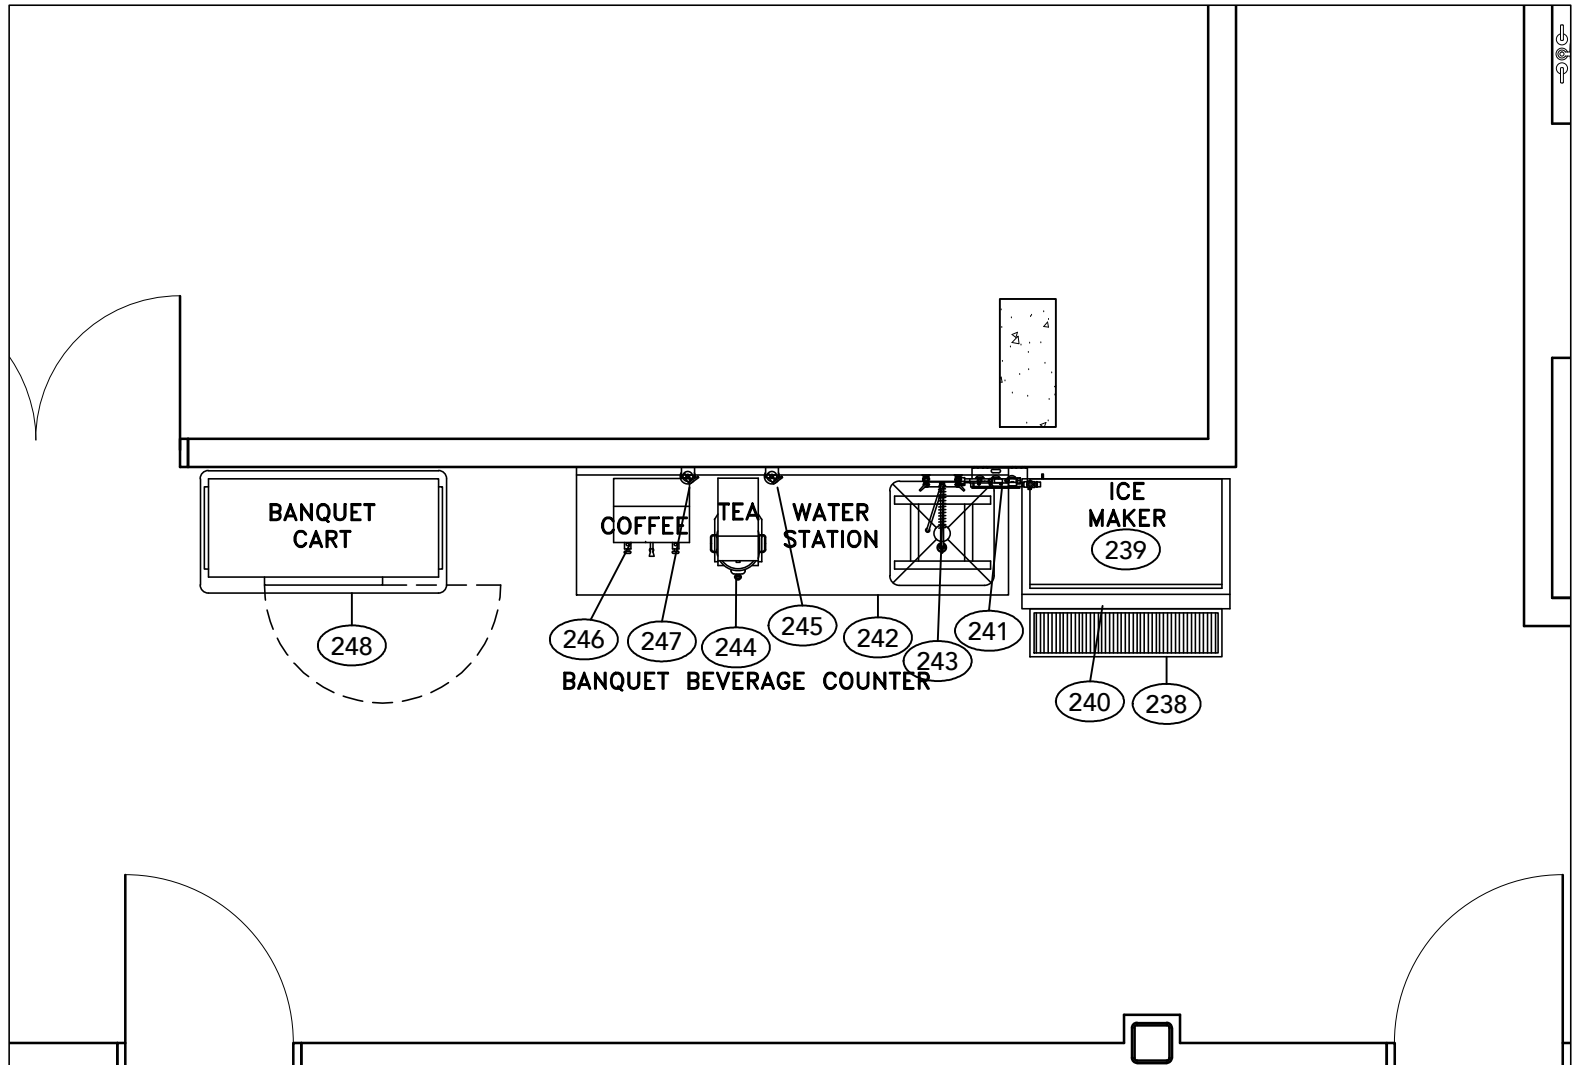 ICE
MAKER
239
BANQUET
CART
COFFEE
TEA
WATER
STATION
246
247
244
245
242
243
241
248
BANQUET BEVERAGE COUNTER
240
238